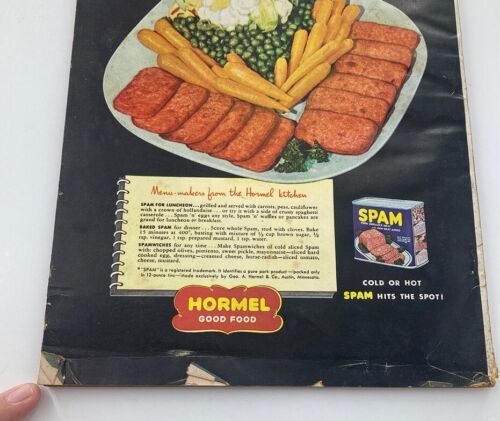 Menu-makers from the Hormel kitchen
SPAM FOR LUNCHEON...grilled and served with carrots, peas, cauliflower
with a crown of hollandaise ... or try it with a side of crusty spaghetti
casserole ... Spam 'n' eggs any style. Spam 'n' waffles or pancakes are
grand for luncheon or breakfast.
BAKED SPAM for dinner ... Score whole Spam, stud with cloves. Bake
15 minutes at 400°, basting with mixture of ⅓ cup brown sugar, ½
tsp. vinegar, 1 tsp. prepared mustard, 1 tsp. water.
SPAMWICHES for any time ... Make Spamwiches of cold sliced Spam
with: chopped olives, pimiento, snow pickle, mayonnaise—sliced hard
cooked egg, dressing—creamed cheese, horse-radish—sliced tomato,
cheese, mustard.
*"SPAM" is a registered trademark. It identifies a pure pork product—packed only
in 12-ounce tins—made exclusively by Geo. A. Hormel & Co., Austin, Minnesota.
SPAM
COLD OR HOT
SPAM HITS THE SPOT!
HORMEL
GOOD FOOD